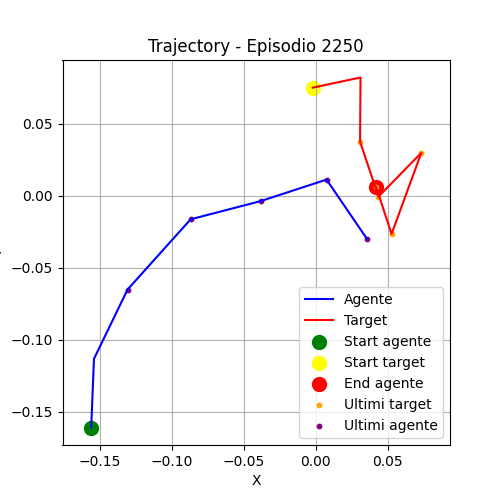 Trajectory - Episodio 2250
0.05
0.00
−0.05
−0.10
−0.15
−0.15
−0.10
−0.05
0.00
0.05
X
Agente
Target
Start agente
Start target
End agente
Ultimi target
Ultimi agente